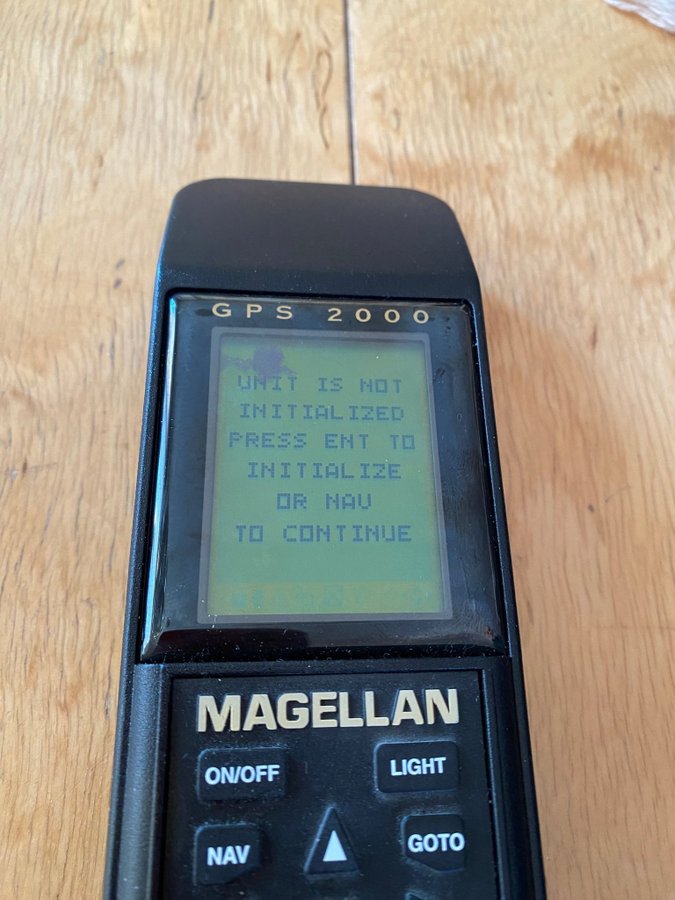 GPS 2000
UNIT IS NOT
INITIALIZED
PRESS ENT TO
INITIALIZE
OR NAV
TO CONTINUE
MAGELLAN
ON/OFF LIGHT
NAV GOTO